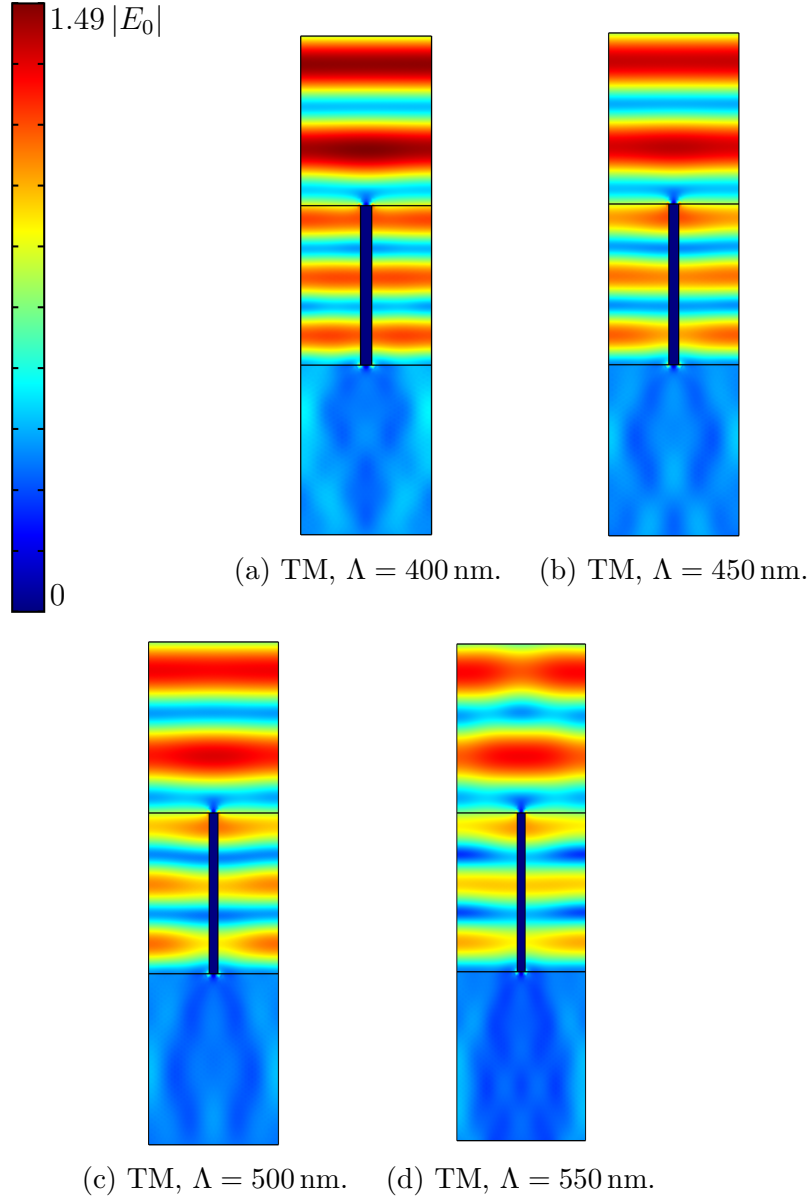 1.49 |E₀|
0
(a) TM, Λ = 400 nm.
(b) TM, Λ = 450 nm.
(c) TM, Λ = 500 nm.
(d) TM, Λ = 550 nm.